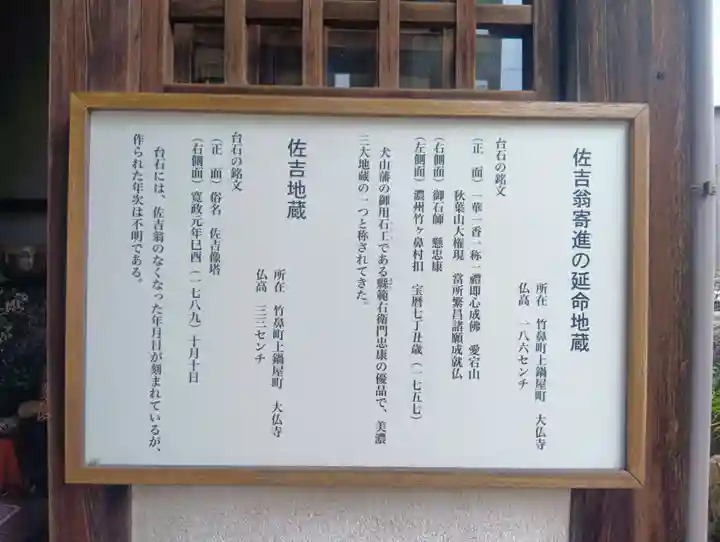 佐吉翁寄進の延命地蔵
所在　竹鼻町上鍋屋町　大仏寺
仏高　一八六センチ
台石の銘文
（正　面）一華一香一称一禮即心成佛　愛宕山
秋葉山大権現　當所繁昌諸願成就仏
（右側面）御石師　懸忠康
（左側面）濃州竹ヶ鼻村〓　宝暦七丁丑歳（一七五七）
犬山藩の御用石工である縣範右衛門忠康の優品で、美濃
三大地蔵の一つと称されてきた。
佐吉地蔵
所在　竹鼻町上鍋屋町　大仏寺
仏高　三三センチ
台石の銘文
（正　面）俗名　佐吉像塔
（右側面）寛政元年巳酉（一七八九）十月十日
台石には、佐吉翁のなくなった年月日が刻まれているが、
作られた年次は不明である。